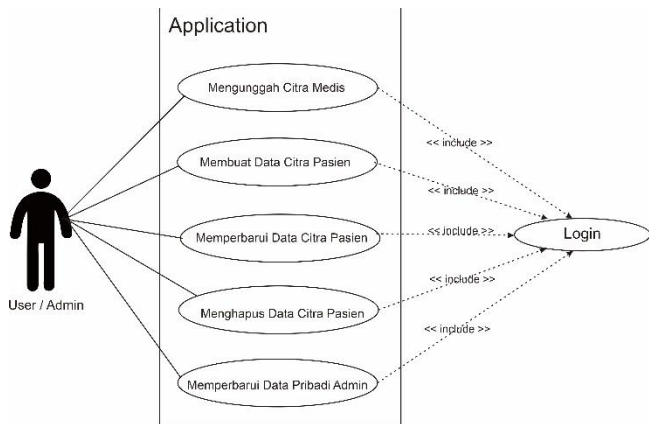 Application
Mengunggah Citra Medis
<< include >>
Membuat Data Citra Pasien
<< include >>
Memperbarui Data Citra Pasien
<< include >>
Login
User / Admin
Menghapus Data Citra Pasien
<< include >>
Memperbarui Data Pribadi Admin
<< include >>